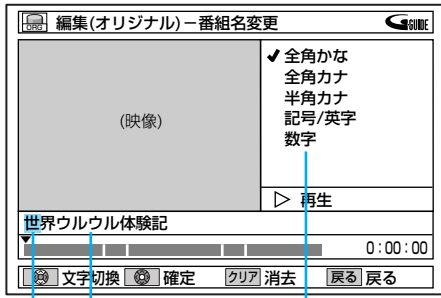 ORG 編集(オリジナル)－番組名変更 GGUIDE
✔全角かな
全角カナ
半角カナ
記号/英字
数字
(映像)
▷ 再生
世界ウルウル体験記
0:00:00
文字切換 確定 クリア 消去 戻る 戻る